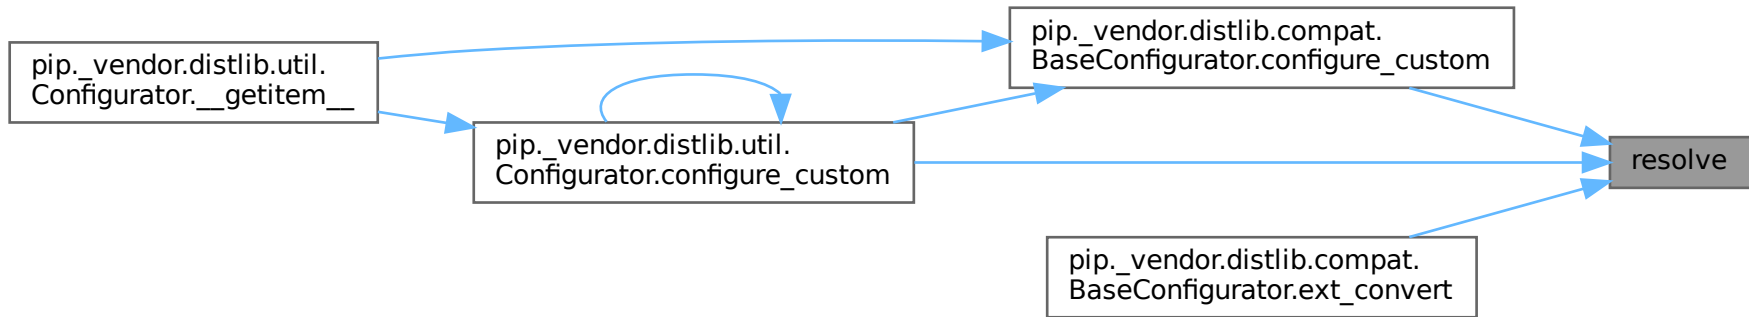 pip._vendor.distlib.util.
Configurator.__getitem__
pip._vendor.distlib.util.
Configurator.configure_custom
pip._vendor.distlib.compat.
BaseConfigurator.configure_custom
pip._vendor.distlib.compat.
BaseConfigurator.ext_convert
resolve